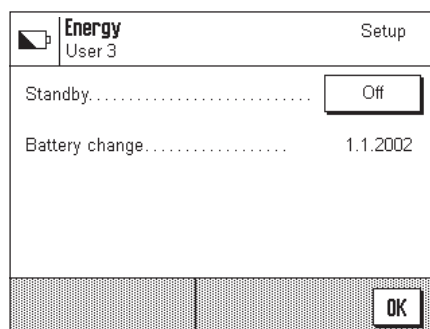 Energy Setup
User 3
Standby............................ Off
Battery change................. 1.1.2002
OK